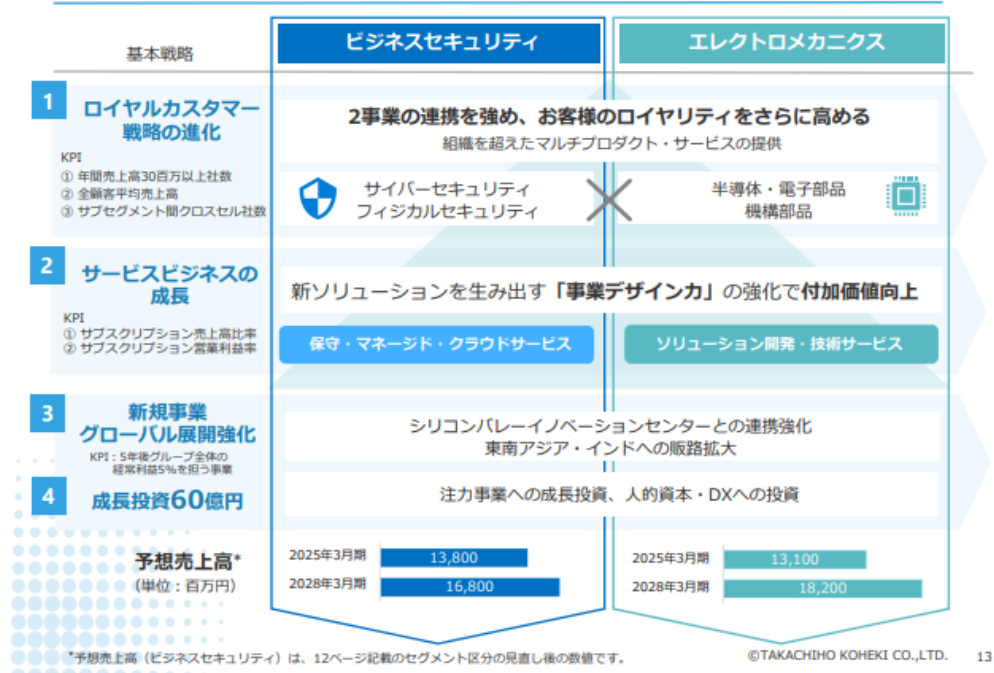 基本戦略
ビジネスセキュリティ
エレクトロメカニクス
1
ロイヤルカスタマー
戦略の進化
KPI
① 年間売上高30百万以上社数
② 全顧客平均売上高
③ サブセグメント間クロスセル社数
2事業の連携を強め、お客様のロイヤリティをさらに高める
組織を超えたマルチプロダクト・サービスの提供
サイバーセキュリティ
フィジカルセキュリティ
半導体・電子部品
機構部品
2
サービスビジネスの
成長
KPI
① サブスクリプション売上高比率
② サブスクリプション営業利益率
新ソリューションを生み出す「事業デザイン力」の強化で付加価値向上
保守・マネージド・クラウドサービス
ソリューション開発・技術サービス
3
新規事業
グローバル展開強化
KPI：5年後グループ全体の
経常利益5%を担う事業
シリコンバレーイノベーションセンターとの連携強化
東南アジア・インドへの販路拡大
4
成長投資60億円
注力事業への成長投資、人的資本・DXへの投資
予想売上高*
（単位：百万円）
2025年3月期
13,800
2028年3月期
16,800
2025年3月期
13,100
2028年3月期
18,200
*予想売上高（ビジネスセキュリティ）は、12ページ記載のセグメント区分の見直し後の数値です。
©TAKACHIHO KOHEKI CO.,LTD.
13